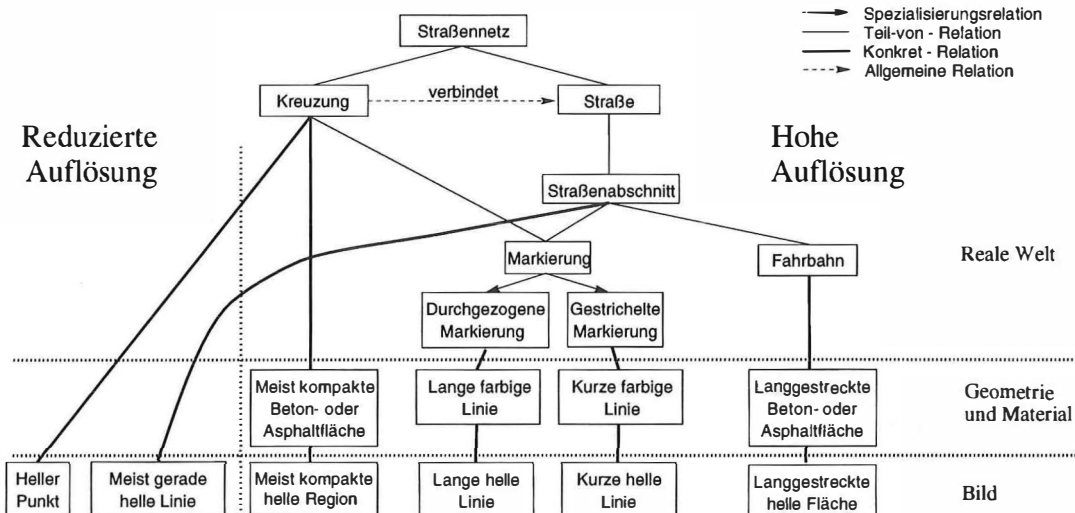 Straßennetz
Spezialisierungsrelation
Teil-von - Relation
Konkret - Relation
Allgemeine Relation
Kreuzung
verbindet
Straße
Reduzierte
Auflösung
Hohe
Auflösung
Straßenabschnitt
Markierung
Fahrbahn
Reale Welt
Durchgezogene
Markierung
Gestrichelte
Markierung
Meist kompakte
Beton- oder
Asphaltfläche
Lange farbige
Linie
Kurze farbige
Linie
Langgestreckte
Beton- oder
Asphaltfläche
Geometrie
und Material
Heller
Punkt
Meist gerade
helle Linie
Meist kompakte
helle Region
Lange helle
Linie
Kurze helle
Linie
Langgestreckte
helle Fläche
Bild